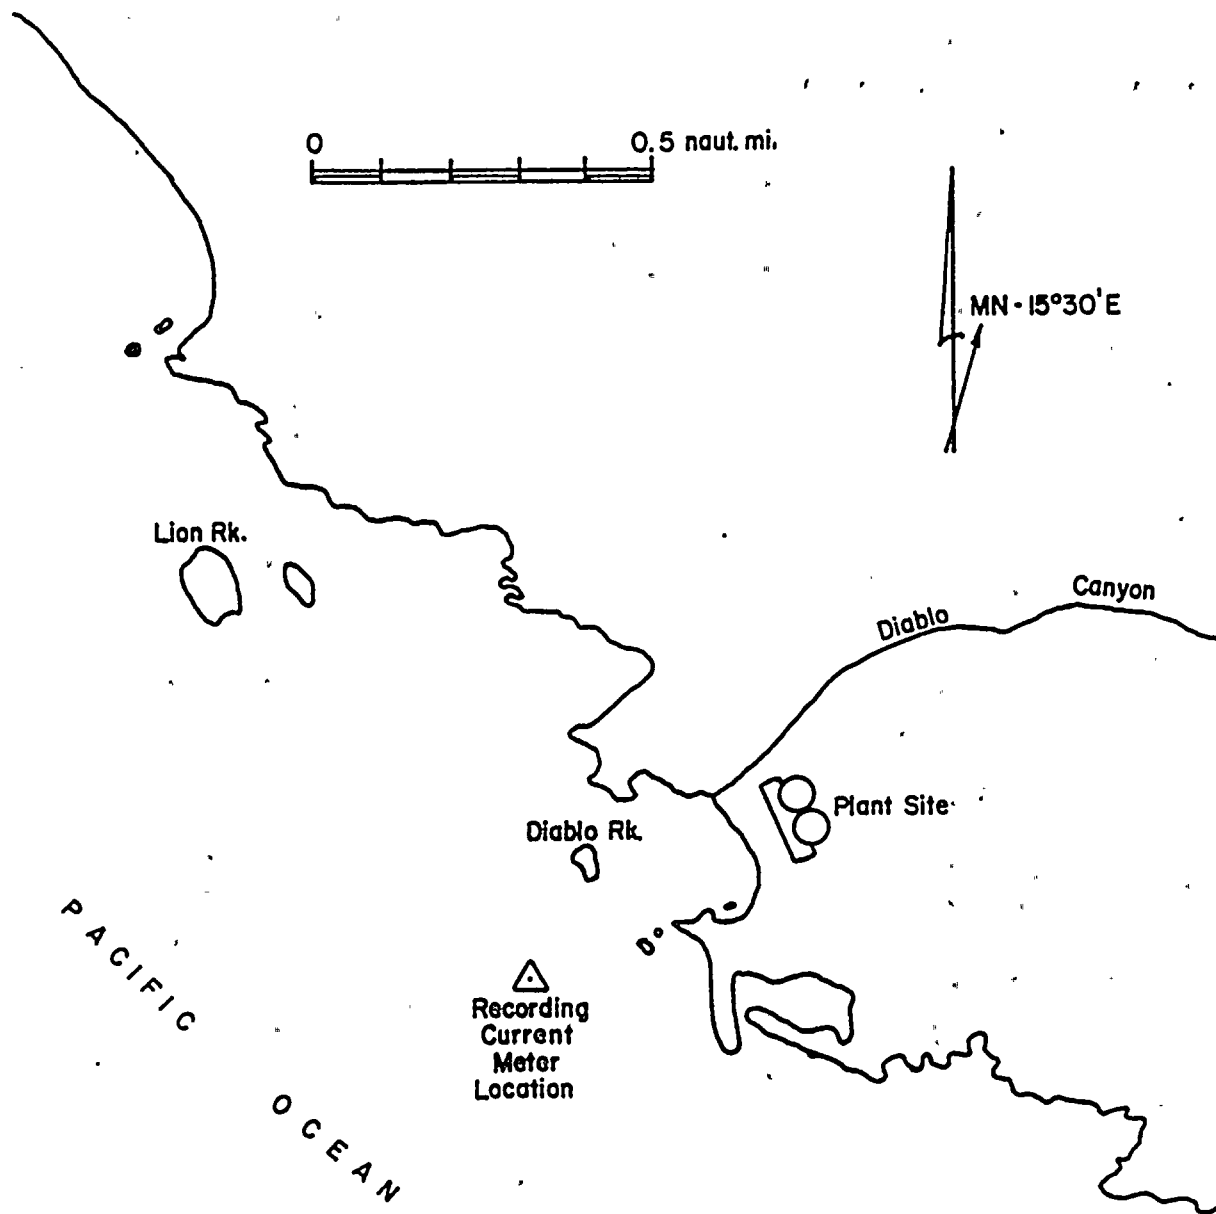 0 0.5 naut. mi.
MN - 15°30'E
Lion Rk.
Diablo Canyon
Plant Site
Diablo Rk.
PACIFIC
OCEAN
Recording
Current
Meter
Location